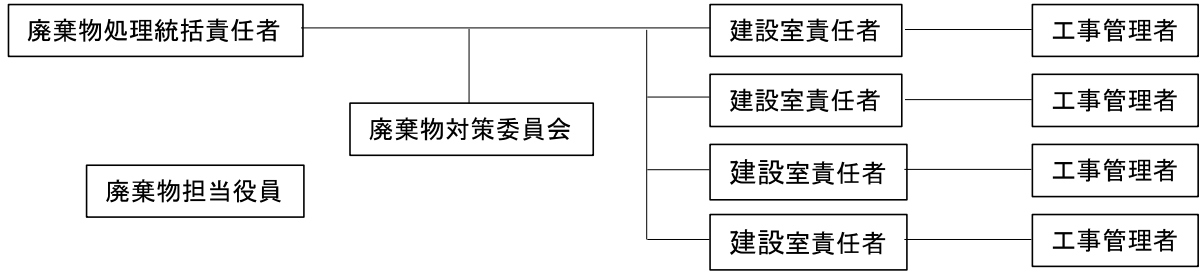 廃棄物処理統括責任者
建設室責任者
工事管理者
建設室責任者
工事管理者
廃棄物対策委員会
建設室責任者
工事管理者
廃棄物担当役員
建設室責任者
工事管理者